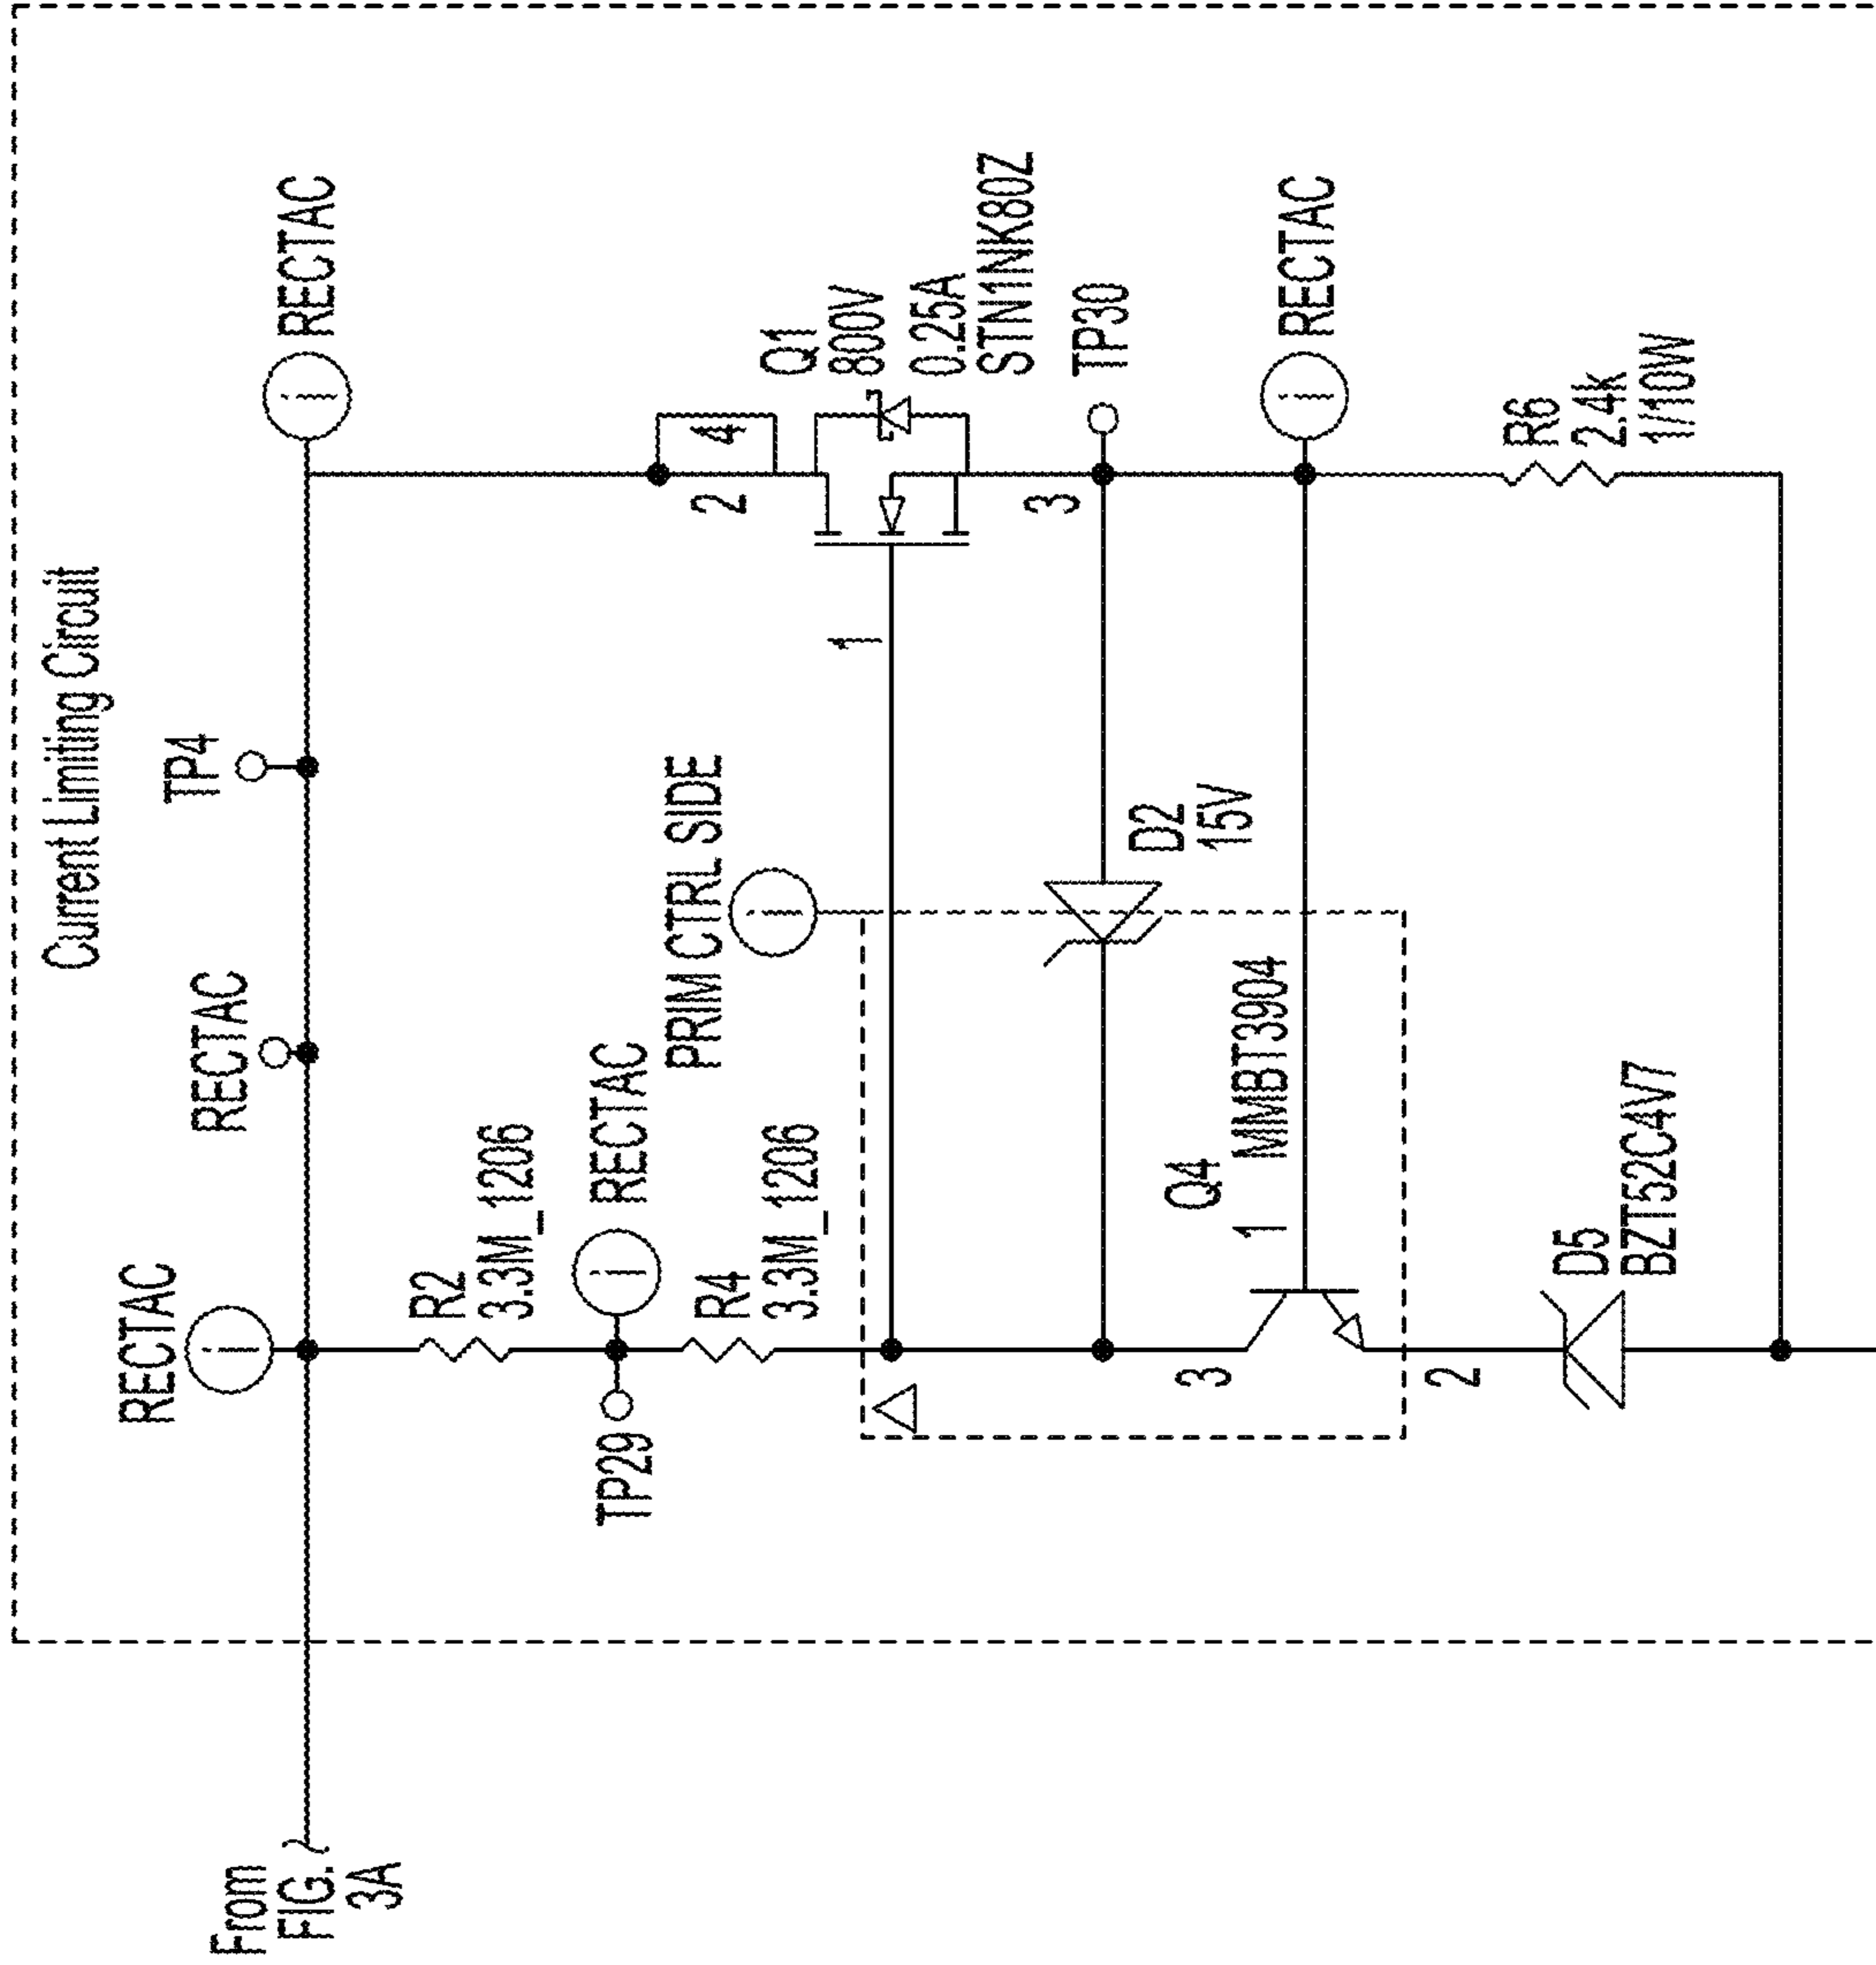 Current Limiting Circuit
RECTAC
RECTAC
TP4
RECTAC
From
FIG.
3A
R2
3.3M_1206
TP29
RECTAC
R4
3.3M_1206
PRIM CTRL SIDE
2
4
Q1
800V
0.25A
STN1NK80Z
1
3
TP30
D2
15V
Q4
1
MMBT3904
3
2
RECTAC
D5
BZT52C4V7
R6
2.4k
1/10W